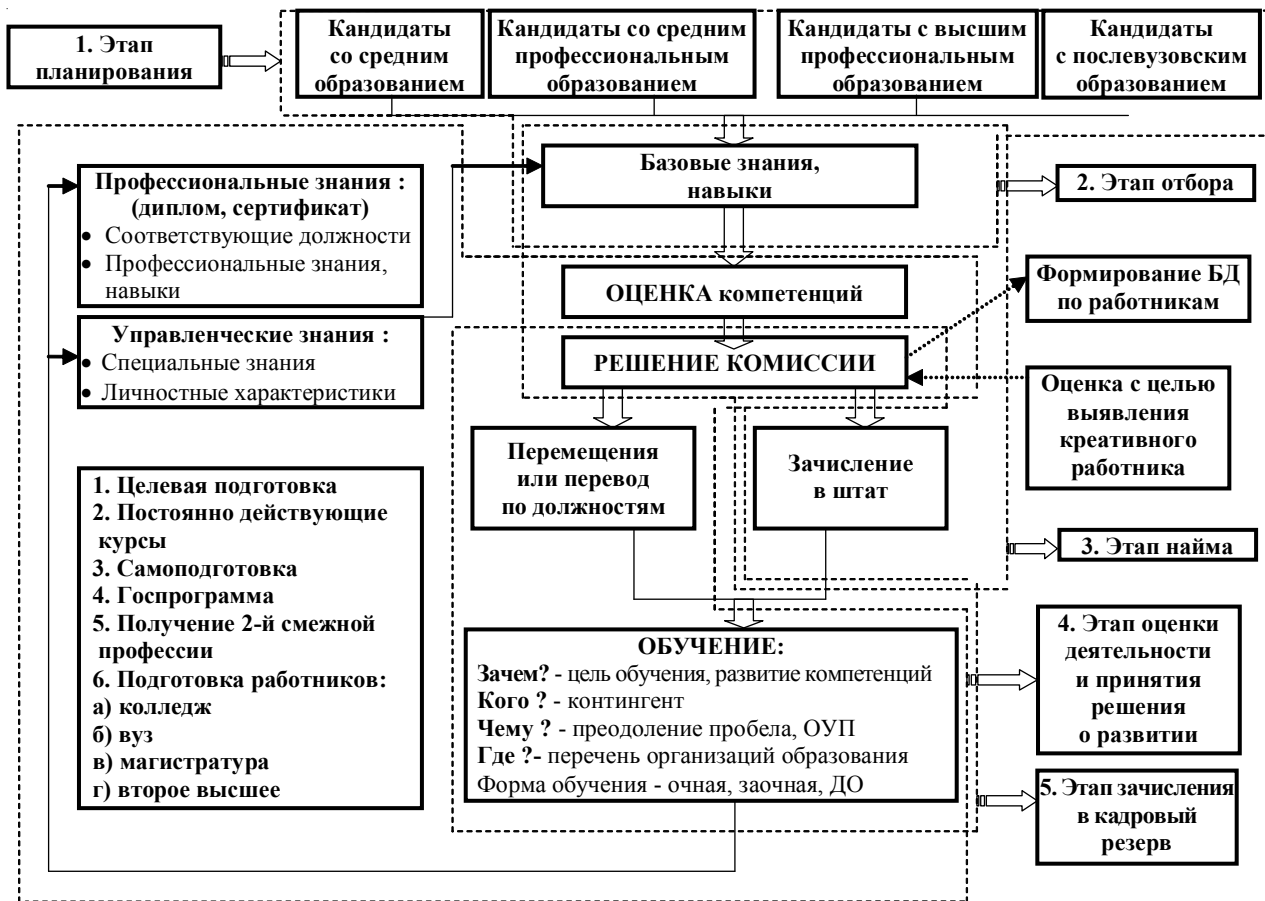 1. Этап
планирования
Кандидаты
со средним
образованием
Кандидаты со средним
профессиональным
образованием
Кандидаты с высшим
профессиональным
образованием
Кандидаты
с послевузовским
образованием
Базовые знания,
навыки
2. Этап отбора
Профессиональные знания :
(диплом, сертификат)
• Соответствующие должности
• Профессиональные знания,
навыки
Управленческие знания :
• Специальные знания
• Личностные характеристики
ОЦЕНКА компетенций
РЕШЕНИЕ КОМИССИИ
Формирование БД
по работникам
Оценка с целью
выявления
креативного
работника
Перемещения
или перевод
по должностям
Зачисление
в штат
3. Этап найма
1. Целевая подготовка
2. Постоянно действующие
курсы
3. Самоподготовка
4. Госпрограмма
5. Получение 2-й смежной
профессии
6. Подготовка работников:
а) колледж
б) вуз
в) магистратура
г) второе высшее
ОБУЧЕНИЕ:
Зачем? - цель обучения, развитие компетенций
Кого ? - контингент
Чему ? - преодоление пробела, ОУП
Где ?- перечень организаций образования
Форма обучения - очная, заочная, ДО
4. Этап оценки
деятельности
и принятия
решения
о развитии
5. Этап зачисления
в кадровый
резерв